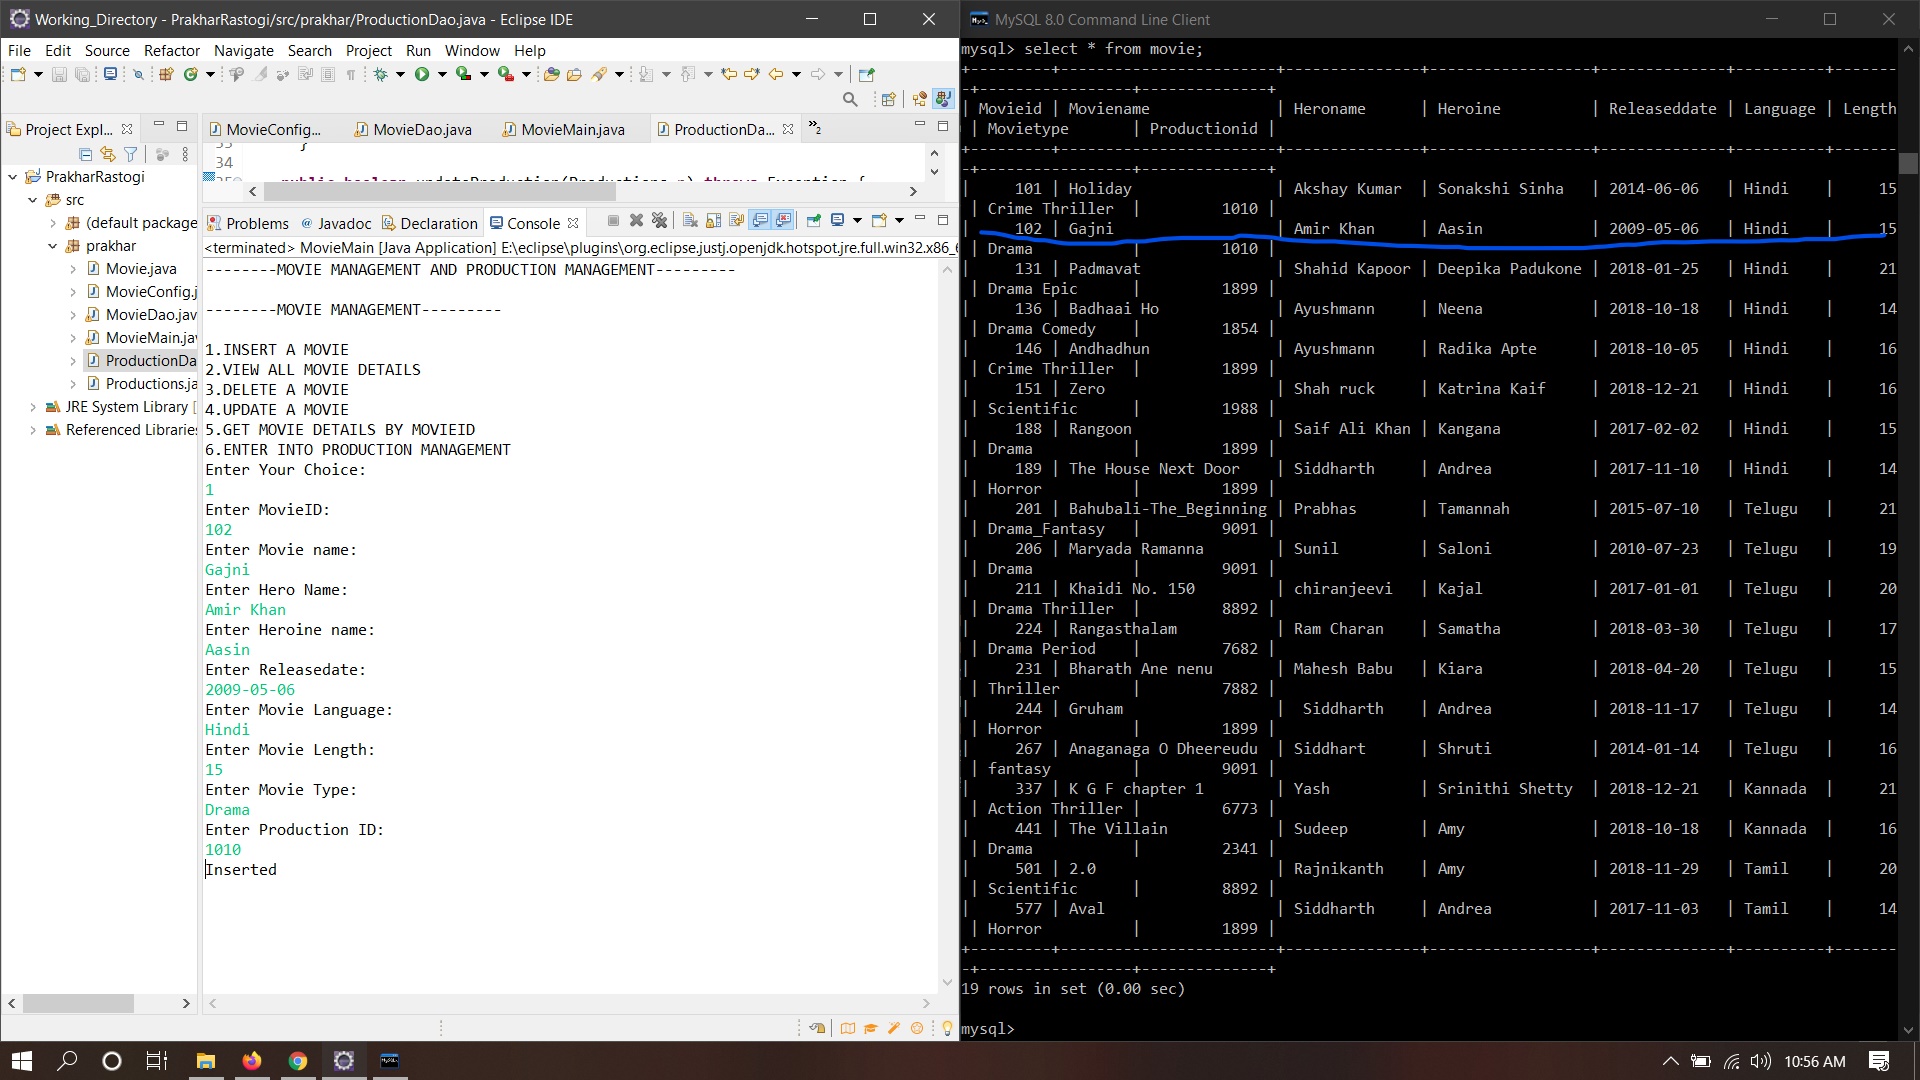 Working_Directory - PrakharRastogi/src/prakhar/ProductionDao.java - Eclipse IDE
File Edit Source Refactor Navigate Search Project Run Window Help
Project Expl...
PrakharRastogi
src
(default package
prakhar
Movie.java
MovieConfig.j
MovieDao.jav
MovieMain.jav
ProductionDa
Productions.ja
JRE System Library [
Referenced Libraries
MovieConfig... MovieDao.java MovieMain.java ProductionDa... »2
34
Problems @ Javadoc Declaration Console
<terminated> MovieMain [Java Application] E:\eclipse\plugins\org.eclipse.justj.openjdk.hotspot.jre.full.win32.x86_6
--------MOVIE MANAGEMENT AND PRODUCTION MANAGEMENT---------
--------MOVIE MANAGEMENT---------
1.INSERT A MOVIE
2.VIEW ALL MOVIE DETAILS
3.DELETE A MOVIE
4.UPDATE A MOVIE
5.GET MOVIE DETAILS BY MOVIEID
6.ENTER INTO PRODUCTION MANAGEMENT
Enter Your Choice:
1
Enter MovieID:
102
Enter Movie name:
Gajni
Enter Hero Name:
Amir Khan
Enter Heroine name:
Aasin
Enter Releasedate:
2009-05-06
Enter Movie Language:
Hindi
Enter Movie Length:
15
Enter Movie Type:
Drama
Enter Production ID:
1010
Inserted
MySQL 8.0 Command Line Client
mysql> select * from movie;
| Movieid | Moviename | Heroname | Heroine | Releaseddate | Language | Length
| Movietype | Productionid |
| 101 | Holiday | Akshay Kumar | Sonakshi Sinha | 2014-06-06 | Hindi | 15
| Crime Thriller | 1010 |
| 102 | Gajni | Amir Khan | Aasin | 2009-05-06 | Hindi | 15
| Drama | 1010 |
| 131 | Padmavat | Shahid Kapoor | Deepika Padukone | 2018-01-25 | Hindi | 21
| Drama Epic | 1899 |
| 136 | Badhaai Ho | Ayushmann | Neena | 2018-10-18 | Hindi | 14
| Drama Comedy | 1854 |
| 146 | Andhadhun | Ayushmann | Radika Apte | 2018-10-05 | Hindi | 16
| Crime Thriller | 1899 |
| 151 | Zero | Shah ruck | Katrina Kaif | 2018-12-21 | Hindi | 16
| Scientific | 1988 |
| 188 | Rangoon | Saif Ali Khan | Kangana | 2017-02-02 | Hindi | 15
| Drama | 1899 |
| 189 | The House Next Door | Siddharth | Andrea | 2017-11-10 | Hindi | 14
| Horror | 1899 |
| 201 | Bahubali-The_Beginning | Prabhas | Tamannah | 2015-07-10 | Telugu | 21
| Drama_Fantasy | 9091 |
| 206 | Maryada Ramanna | Sunil | Saloni | 2010-07-23 | Telugu | 19
| Drama | 9091 |
| 211 | Khaidi No. 150 | chiranjeevi | Kajal | 2017-01-01 | Telugu | 20
| Drama Thriller | 8892 |
| 224 | Rangasthalam | Ram Charan | Samatha | 2018-03-30 | Telugu | 17
| Drama Period | 7682 |
| 231 | Bharath Ane nenu | Mahesh Babu | Kiara | 2018-04-20 | Telugu | 15
| Thriller | 7882 |
| 244 | Gruham | Siddharth | Andrea | 2018-11-17 | Telugu | 14
| Horror | 1899 |
| 267 | Anaganaga O Dheereudu | Siddhart | Shruti | 2014-01-14 | Telugu | 16
| fantasy | 9091 |
| 337 | K G F chapter 1 | Yash | Srinithi Shetty | 2018-12-21 | Kannada | 21
| Action Thriller | 6773 |
| 441 | The Villain | Sudeep | Amy | 2018-10-18 | Kannada | 16
| Drama | 2341 |
| 501 | 2.0 | Rajnikanth | Amy | 2018-11-29 | Tamil | 20
| Scientific | 8892 |
| 577 | Aval | Siddharth | Andrea | 2017-11-03 | Tamil | 14
| Horror | 1899 |
19 rows in set (0.00 sec)
mysql>
10:56 AM